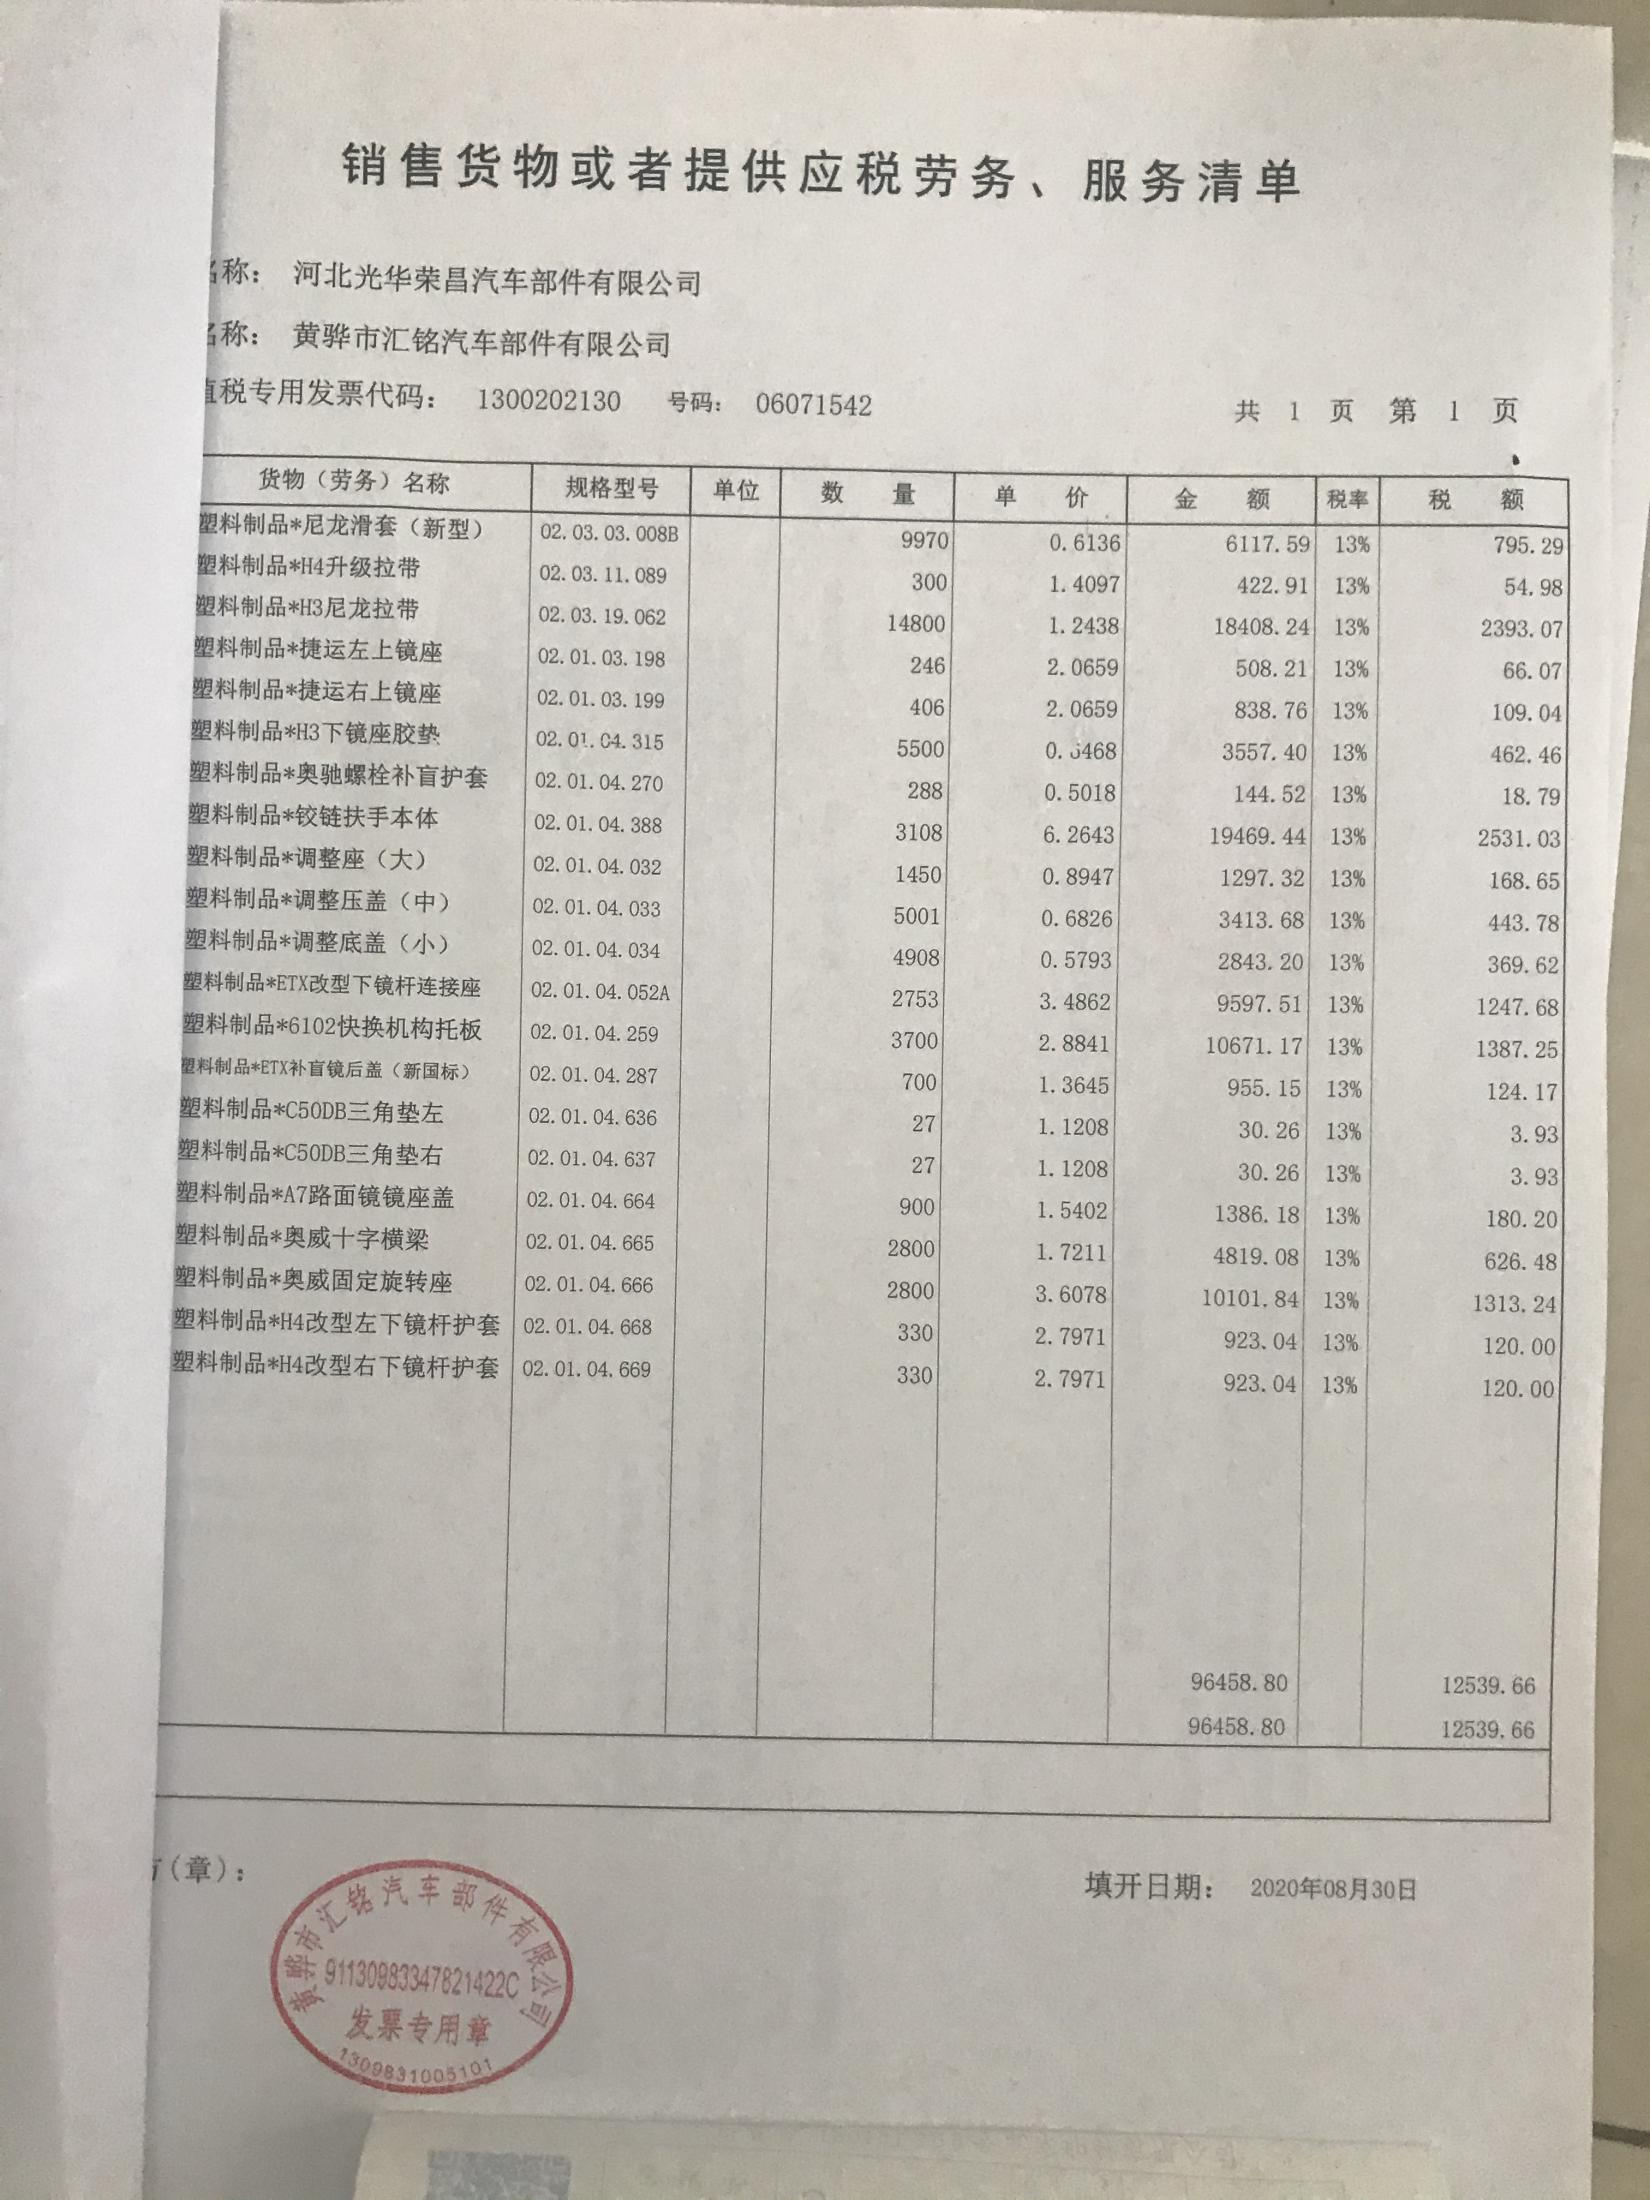 销售货物或者提供应税劳务、服务清单
名称： 河北光华荣昌汽车部件有限公司
名称： 黄骅市汇铭汽车部件有限公司
值税专用发票代码： 1300202130 号码： 06071542 共 1 页 第 1 页
货物（劳务）名称 规格型号 单位 数 量 单 价 金 额 税率 税 额
塑料制品*尼龙滑套（新型） 02.03.03.008B 9970 0.6136 6117.59 13% 795.29
塑料制品*H4升级拉带 02.03.11.089 300 1.4097 422.91 13% 54.98
塑料制品*H3尼龙拉带 02.03.19.062 14800 1.2438 18408.24 13% 2393.07
塑料制品*捷运左上镜座 02.01.03.198 246 2.0659 508.21 13% 66.07
塑料制品*捷运右上镜座 02.01.03.199 406 2.0659 838.76 13% 109.04
塑料制品*H3下镜座胶垫 02.01.04.315 5500 0.6468 3557.40 13% 462.46
塑料制品*奥驰螺栓补盲护套 02.01.04.270 288 0.5018 144.52 13% 18.79
塑料制品*铰链扶手本体 02.01.04.388 3108 6.2643 19469.44 13% 2531.03
塑料制品*调整座（大） 02.01.04.032 1450 0.8947 1297.32 13% 168.65
塑料制品*调整压盖（中） 02.01.04.033 5001 0.6826 3413.68 13% 443.78
塑料制品*调整底盖（小） 02.01.04.034 4908 0.5793 2843.20 13% 369.62
塑料制品*ETX改型下镜杆连接座 02.01.04.052A 2753 3.4862 9597.51 13% 1247.68
塑料制品*6102快换机构托板 02.01.04.259 3700 2.8841 10671.17 13% 1387.25
塑料制品*ETX补盲镜后盖（新国标） 02.01.04.287 700 1.3645 955.15 13% 124.17
塑料制品*C50DB三角垫左 02.01.04.636 27 1.1208 30.26 13% 3.93
塑料制品*C50DB三角垫右 02.01.04.637 27 1.1208 30.26 13% 3.93
塑料制品*A7路面镜镜座盖 02.01.04.664 900 1.5402 1386.18 13% 180.20
塑料制品*奥威十字横梁 02.01.04.665 2800 1.7211 4819.08 13% 626.48
塑料制品*奥威固定旋转座 02.01.04.666 2800 3.6078 10101.84 13% 1313.24
塑料制品*H4改型左下镜杆护套 02.01.04.668 330 2.7971 923.04 13% 120.00
塑料制品*H4改型右下镜杆护套 02.01.04.669 330 2.7971 923.04 13% 120.00
96458.80 12539.66
96458.80 12539.66
（章）： 填开日期： 2020年08月30日
黄骅市汇铭汽车部件有限公司
91130983347821422C
发票专用章
1309831005101